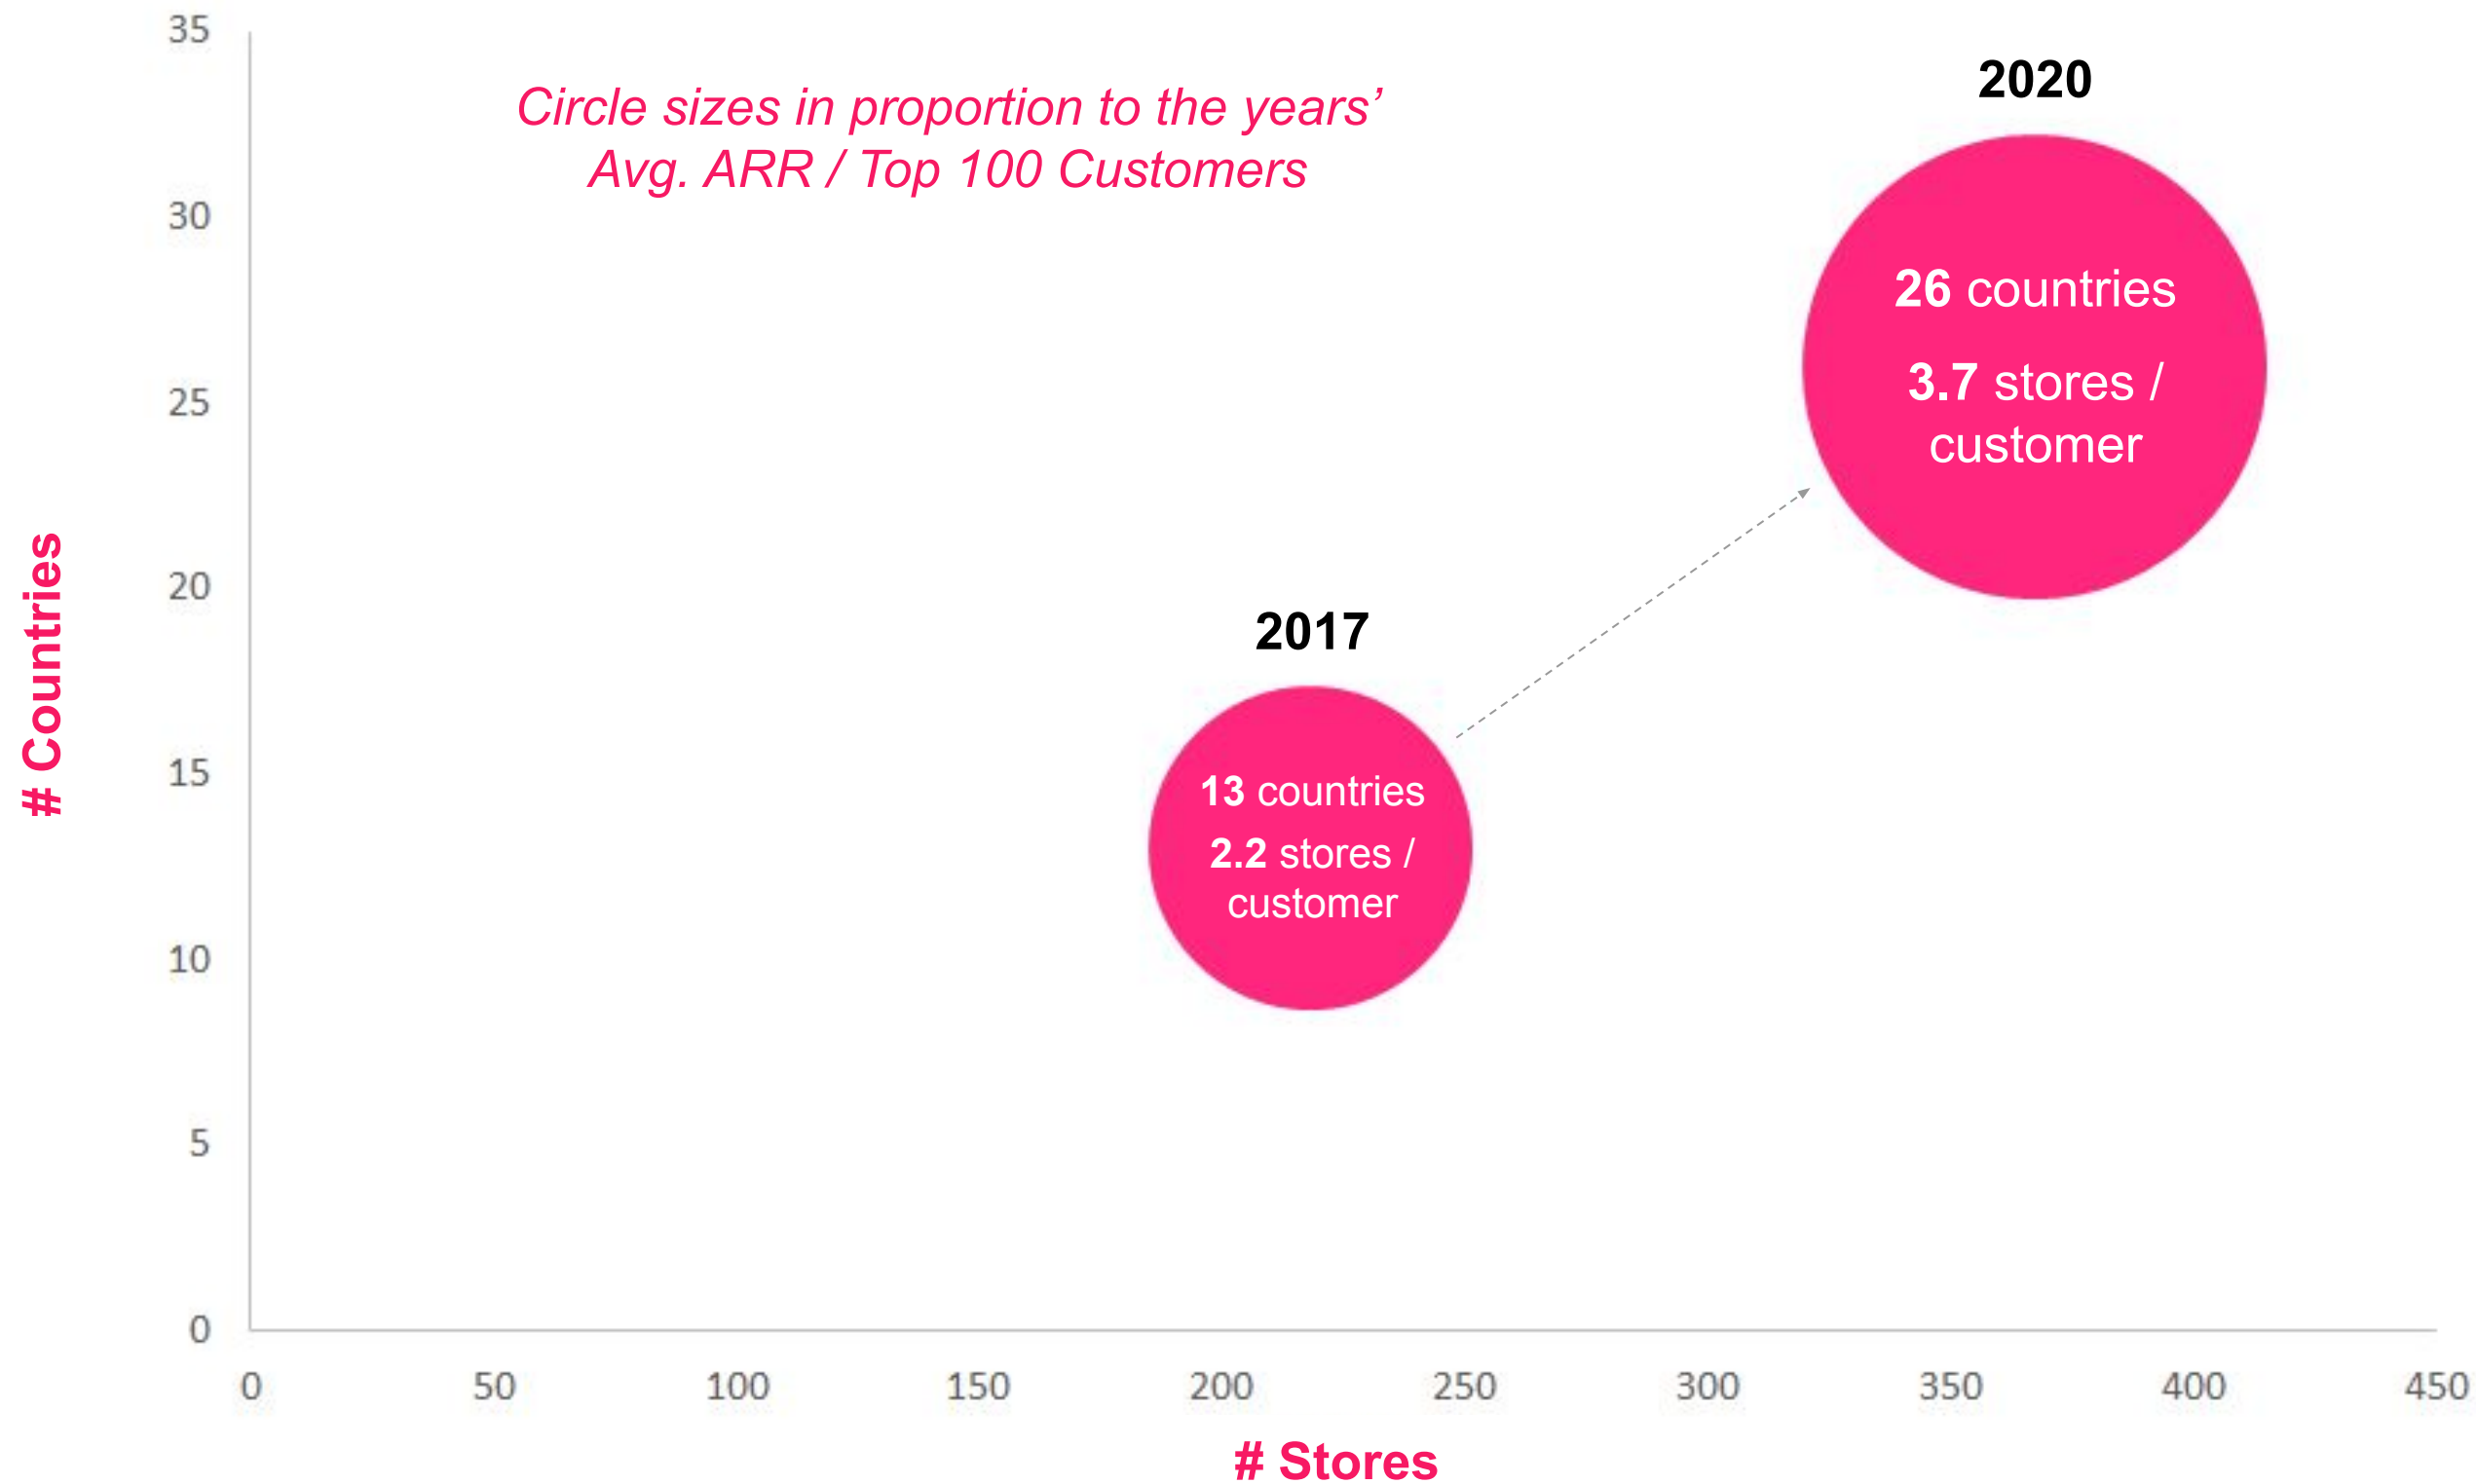 Circle sizes in proportion to the years’
Avg. ARR / Top 100 Customers
2020
26 countries
3.7 stores /
customer
2017
13 countries
2.2 stores /
customer
# Countries
35
30
25
20
15
10
5
0
0 50 100 150 200 250 300 350 400 450
# Stores